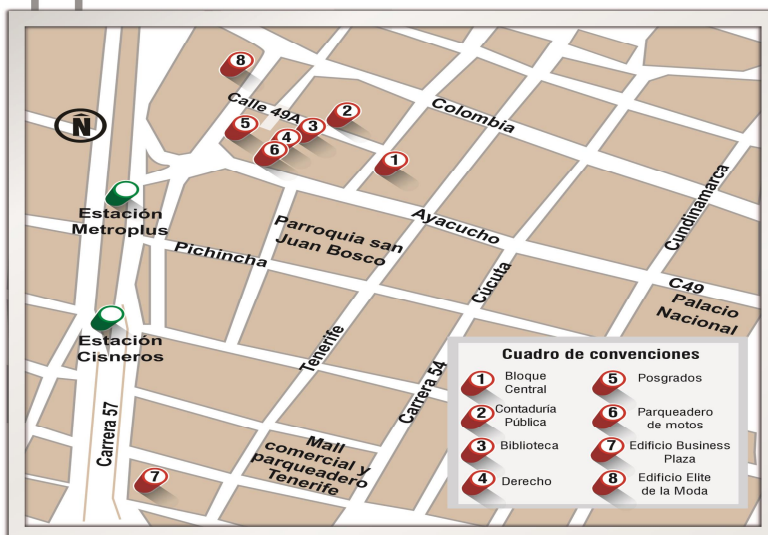 8
Calle 49A
2
Colombia
5
3
4
6
1
N
Estación
Metroplus
Parroquia san
Juan Bosco
Ayacucho
Cundinamarca
Pichincha
Cúcuta
C49
Palacio
Nacional
Estación
Cisneros
Tenerife
Carrera 54
Carrera 57
Mall
comercial y
parqueadero
Tenerife
7
Cuadro de convenciones
1 Bloque
Central
2 Contaduría
Pública
3 Biblioteca
4 Derecho
5 Posgrados
6 Parqueadero
de motos
7 Edificio Business
Plaza
8 Edificio Elite
de la Moda